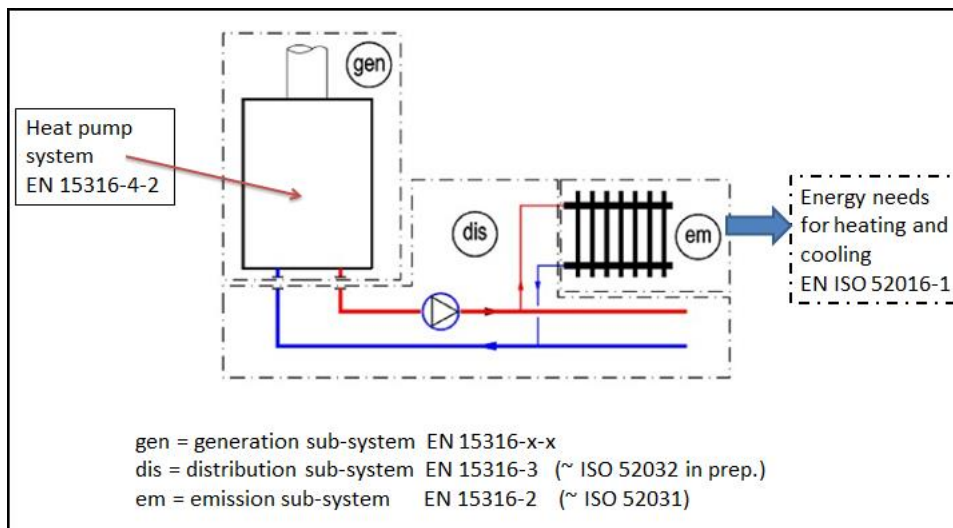 gen
Heat pump
system
EN 15316-4-2
dis
em
Energy needs
for heating and
cooling
EN ISO 52016-1
gen = generation sub-system EN 15316-x-x
dis = distribution sub-system EN 15316-3 (~ ISO 52032 in prep.)
em = emission sub-system EN 15316-2 (~ ISO 52031)